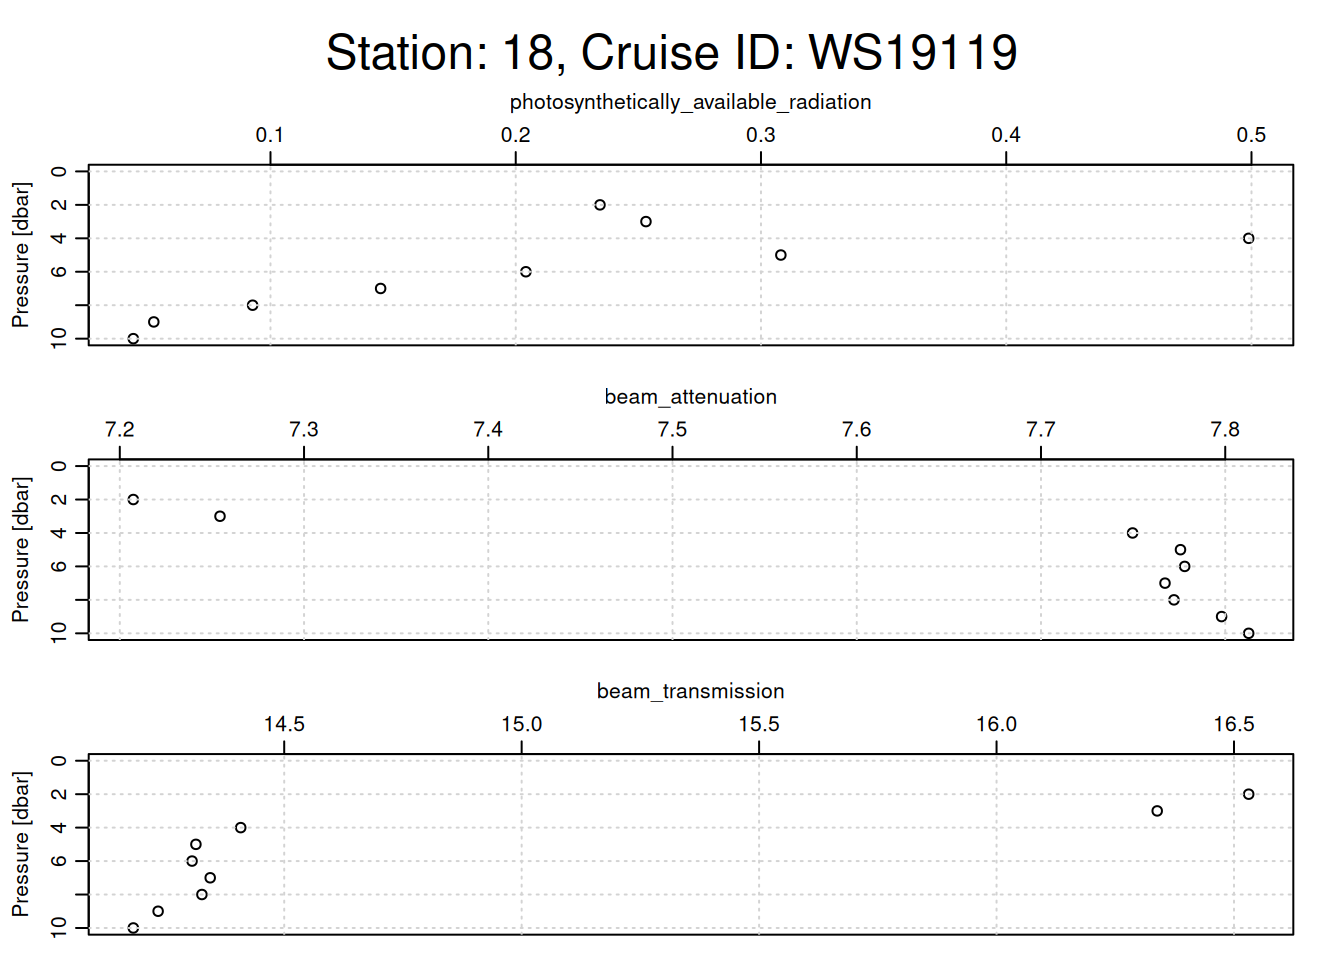 Station: 18, Cruise ID: WS19119
photosynthetically_available_radiation
0.1 0.2 0.3 0.4 0.5
Pressure [dbar]
0
2
4
6
10
beam_attenuation
7.2 7.3 7.4 7.5 7.6 7.7 7.8
Pressure [dbar]
0
2
4
6
10
beam_transmission
14.5 15.0 15.5 16.0 16.5
Pressure [dbar]
0
2
4
6
10